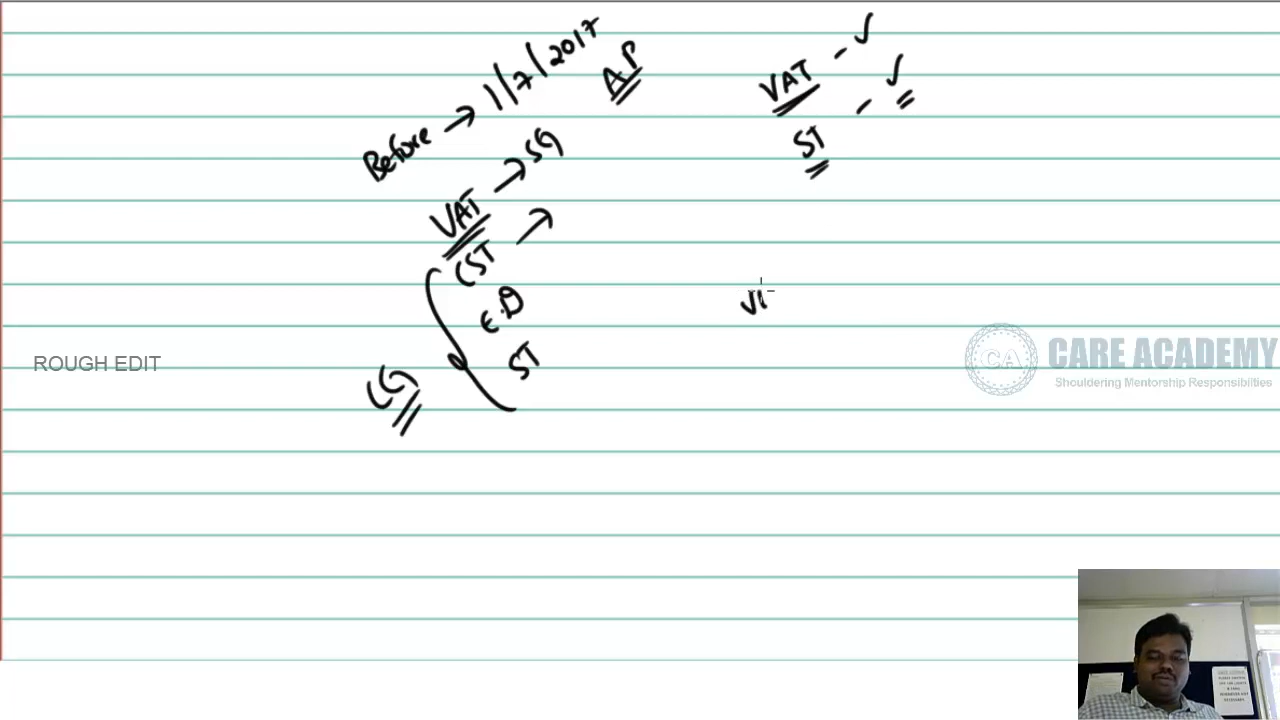 Before → 1/7/2017 AP
VAT → SG
CST →
E.D
ST
CG
VAT - ✓
ST - ✓
ROUGH EDIT
CA
CARE ACADEMY
Shouldering Mentorship Responsibilities